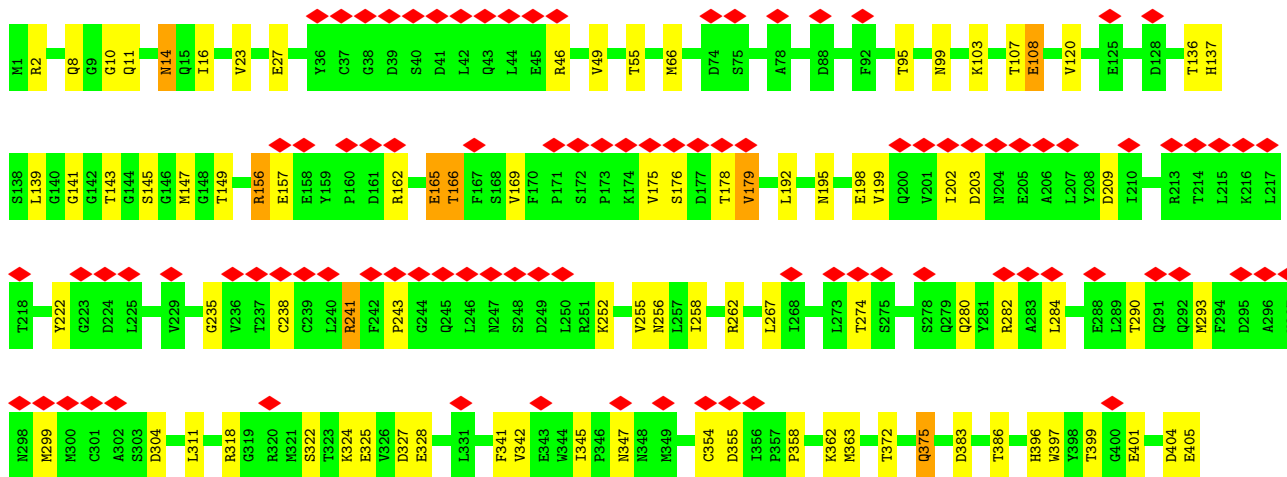 M1 R2 Q8 G9 G10 Q11 N14 Q15 I16 V23 E27 Y36 C37 G38 D39 S40 D41 L42 Q43 L44 E45 R46 V49 T55 M66 D74 S75 A78 D88 F92 T95 N99 K103 T107 E108 V120 E125 D128 T136 H137
S138 L139 G140 G141 G142 T143 G144 S145 G146 M147 G148 T149 R156 E157 E158 Y159 P160 D161 R162 E165 T166 F167 S168 V169 F170 P171 S172 P173 K174 V175 S176 D177 T178 V179 L192 N195 E198 V199 Q200 V201 I202 D203 N204 E205 A206 L207 Y208 D209 I210 R213 T214 L215 K216 L217
T218 Y222 G223 D224 L225 V229 G235 V236 T237 C238 C239 L240 R241 F242 P243 G244 Q245 L246 N247 S248 D249 L250 R251 K252 V255 N256 L257 I258 R262 L267 I268 L273 T274 S275 S278 Q279 Q280 Y281 R282 A283 L284 E288 L289 T290 Q291 Q292 M293 F294 D295 A296
N298 M299 M300 C301 A302 S303 D304 L311 R318 G319 R320 M321 S322 T323 K324 E325 V326 D327 E328 L331 F341 V342 E343 W344 I345 P346 N347 N348 M349 C354 D355 I356 P357 P358 K362 M363 T372 Q375 D383 T386 H396 W397 Y398 T399 G400 E401 D404 E405